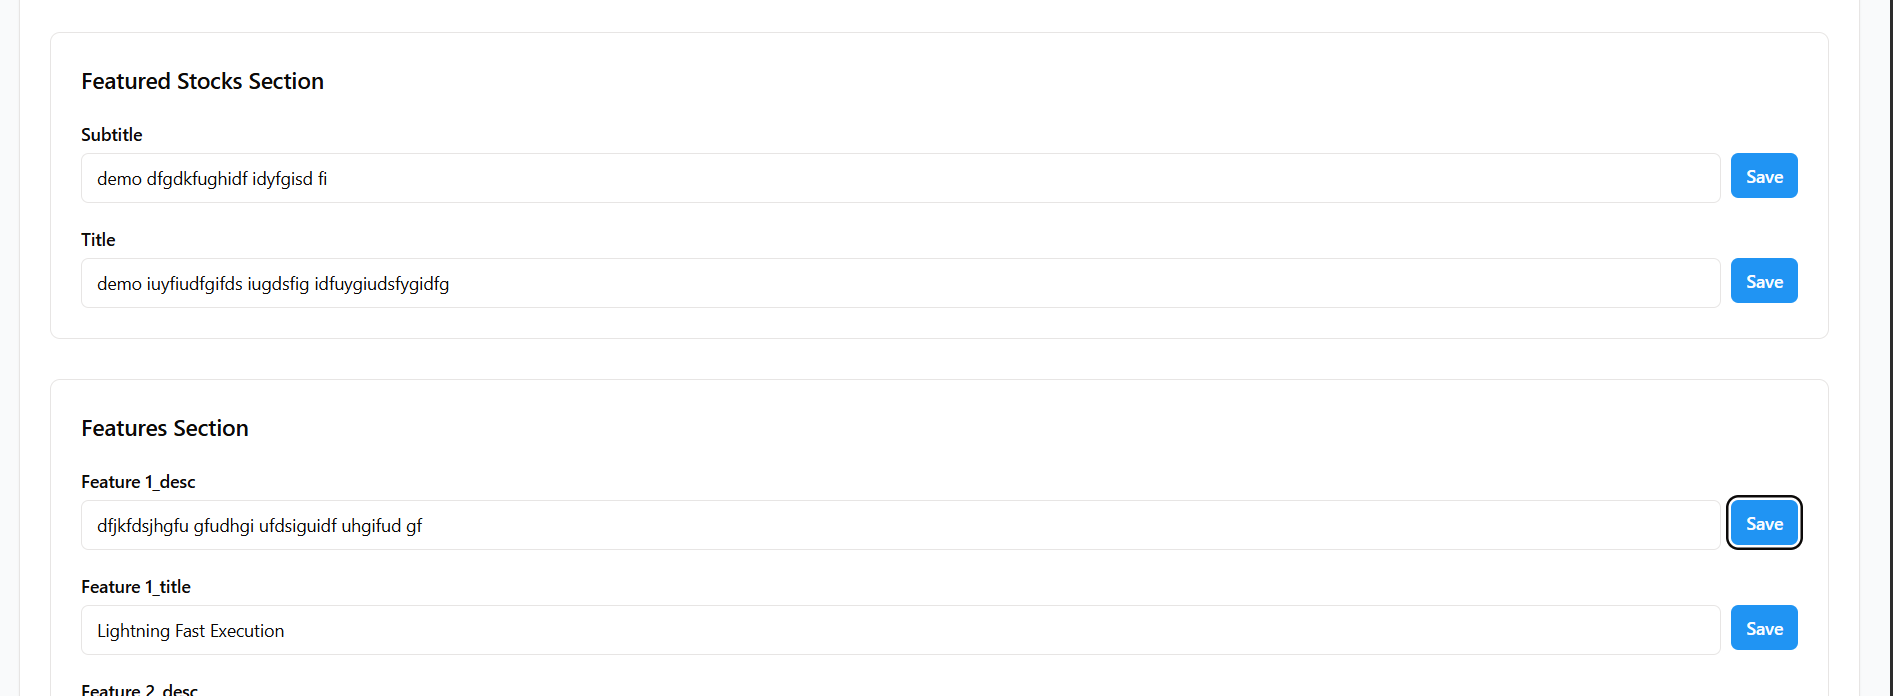 Featured Stocks Section
Subtitle
demo dfgdkfughidf idyfgisd fi
Save
Title
demo iuyfiudfgifds iugdsfig idfuygiudsfygidfg
Save
Features Section
Feature 1_desc
dfjkfdsjhgfu gfudhgi ufdsiguidf uhgifud gf
Save
Feature 1_title
Lightning Fast Execution
Save
Feature 2_desc